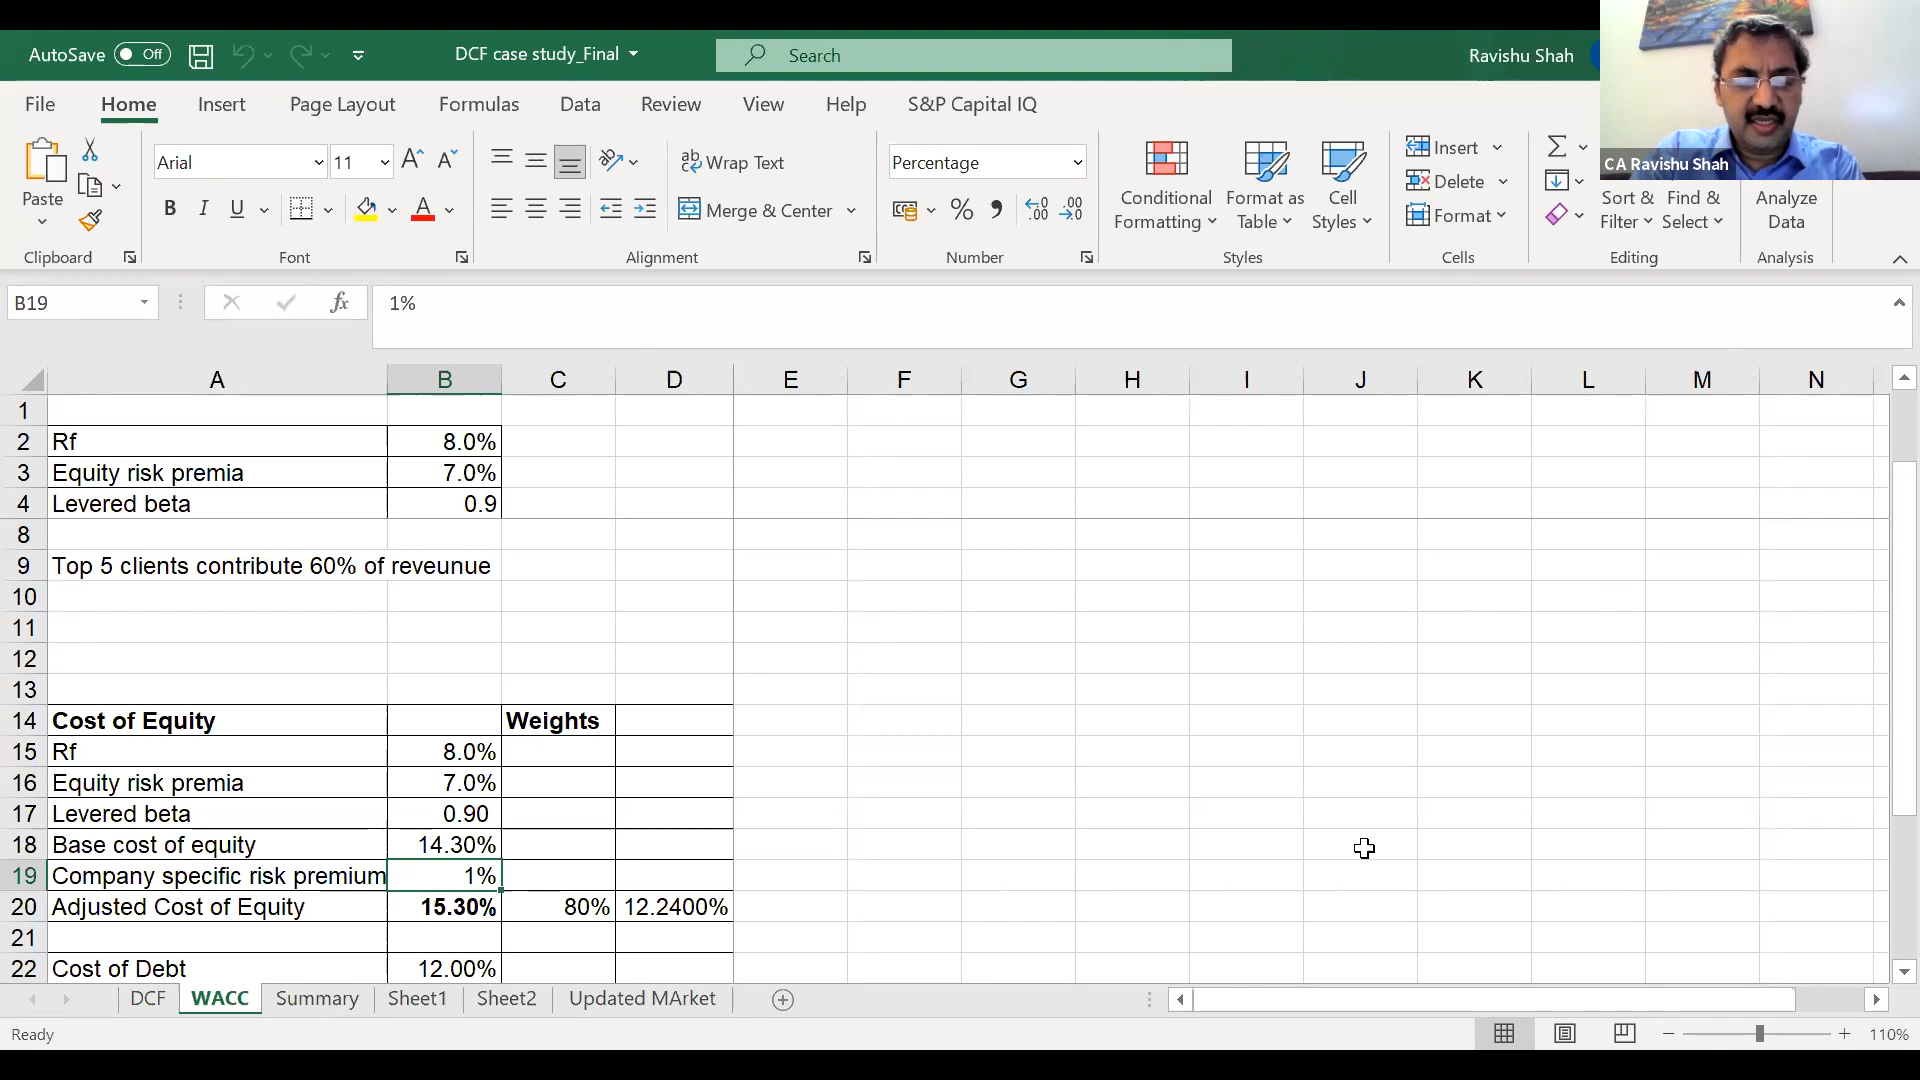 AutoSave Off DCF case study_Final Search Ravishu Shah
File Home Insert Page Layout Formulas Data Review View Help S&P Capital IQ
CA Ravishu Shah
Arial 11 A A ab Wrap Text Percentage Insert Σ
Paste Conditional Formatting Format as Table Cell Styles Delete Sort & Filter Find & Select Analyze Data
B I U A Merge & Center % Format
Clipboard Font Alignment Number Styles Cells Editing Analysis
B19 fx 1%
A B C D E F G H I J K L M N
1
2 Rf 8.0%
3 Equity risk premia 7.0%
4 Levered beta 0.9
8
9 Top 5 clients contribute 60% of reveunue
10
11
12
13
14 Cost of Equity Weights
15 Rf 8.0%
16 Equity risk premia 7.0%
17 Levered beta 0.90
18 Base cost of equity 14.30%
19 Company specific risk premium 1%
20 Adjusted Cost of Equity 15.30% 80% 12.2400%
21
22 Cost of Debt 12.00%
DCF WACC Summary Sheet1 Sheet2 Updated MArket
Ready 110%